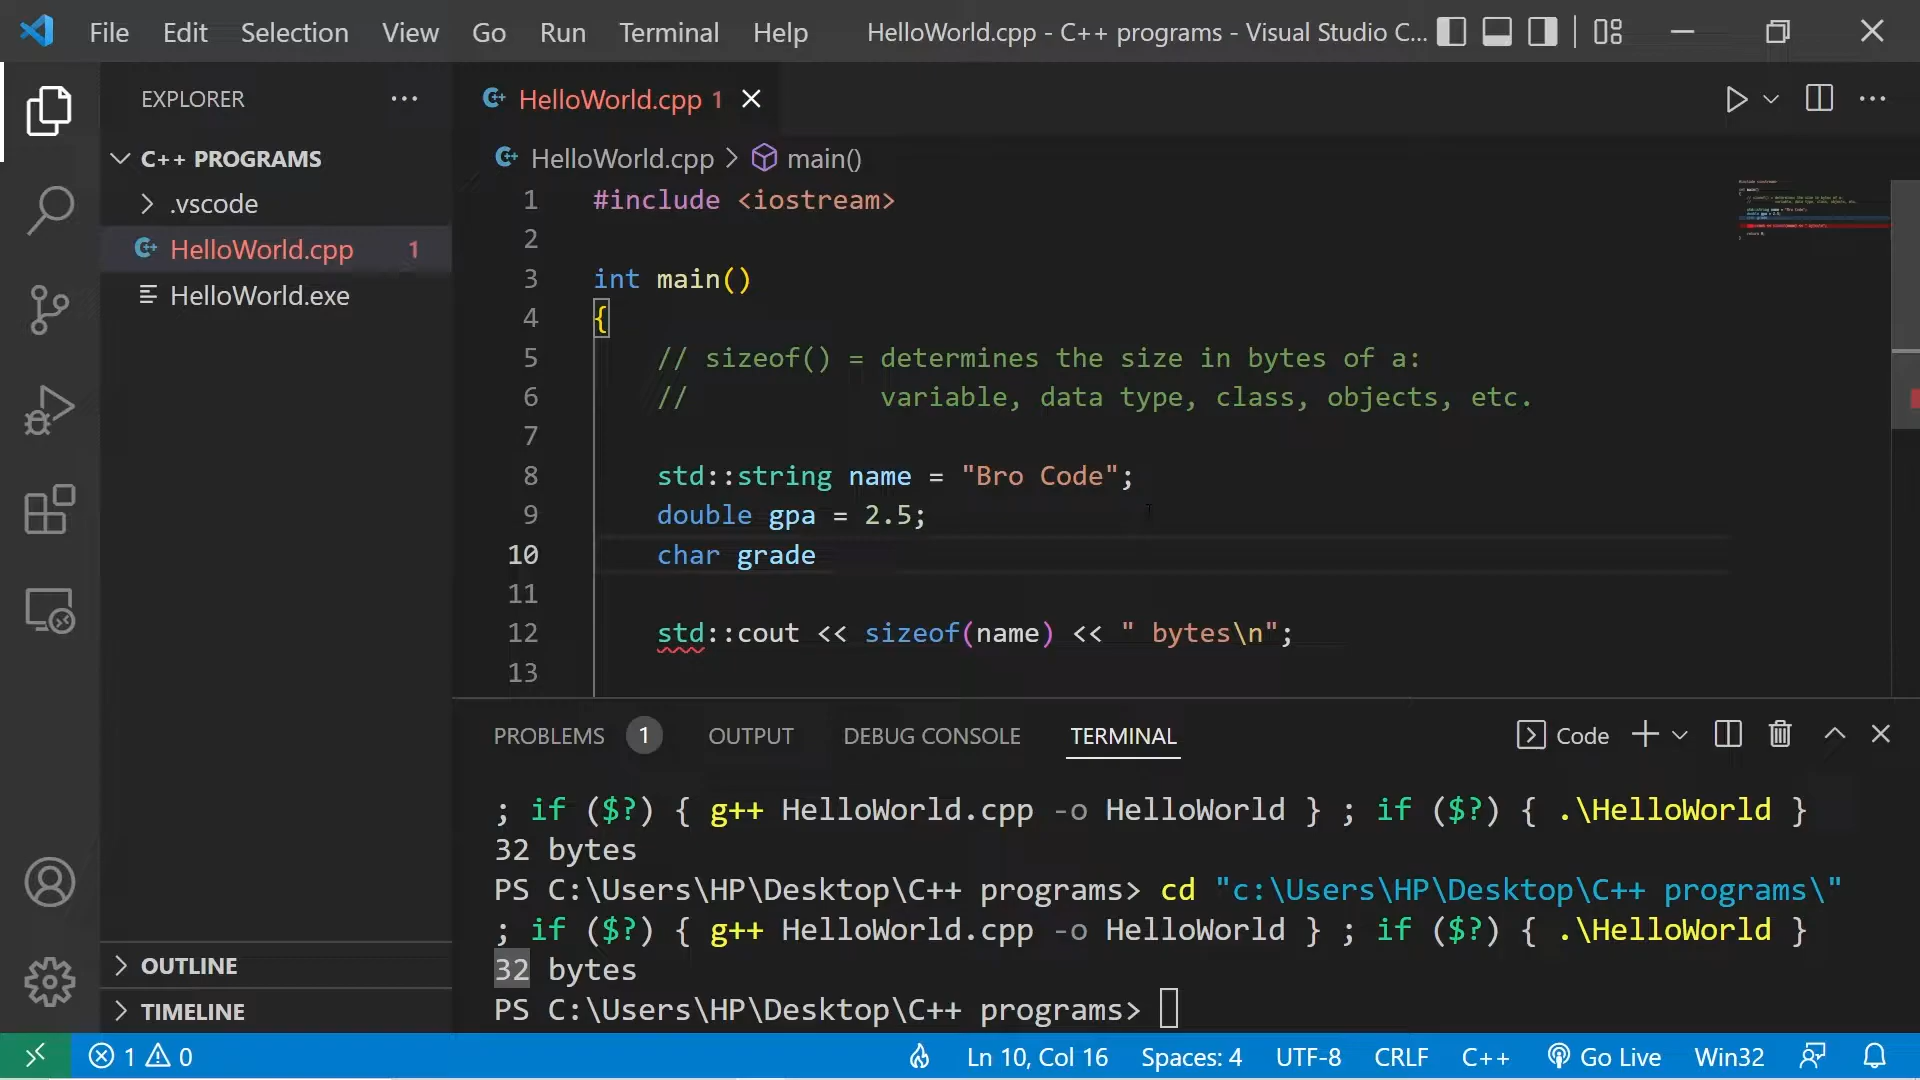 File Edit Selection View Go Run Terminal Help HelloWorld.cpp - C++ programs - Visual Studio C...
EXPLORER
C++ PROGRAMS
.vscode
HelloWorld.cpp 1
HelloWorld.exe
OUTLINE
TIMELINE
HelloWorld.cpp 1
HelloWorld.cpp > main()
1 #include <iostream>
2
3 int main()
4 {
5 // sizeof() = determines the size in bytes of a:
6 //            variable, data type, class, objects, etc.
7
8 std::string name = "Bro Code";
9 double gpa = 2.5;
10 char grade
11
12 std::cout << sizeof(name) << " bytes\n";
13
PROBLEMS 1 OUTPUT DEBUG CONSOLE TERMINAL Code
; if ($?) { g++ HelloWorld.cpp -o HelloWorld } ; if ($?) { .\HelloWorld }
32 bytes
PS C:\Users\HP\Desktop\C++ programs> cd "c:\Users\HP\Desktop\C++ programs\"
; if ($?) { g++ HelloWorld.cpp -o HelloWorld } ; if ($?) { .\HelloWorld }
32 bytes
PS C:\Users\HP\Desktop\C++ programs>
1 0 Ln 10, Col 16 Spaces: 4 UTF-8 CRLF C++ Go Live Win32